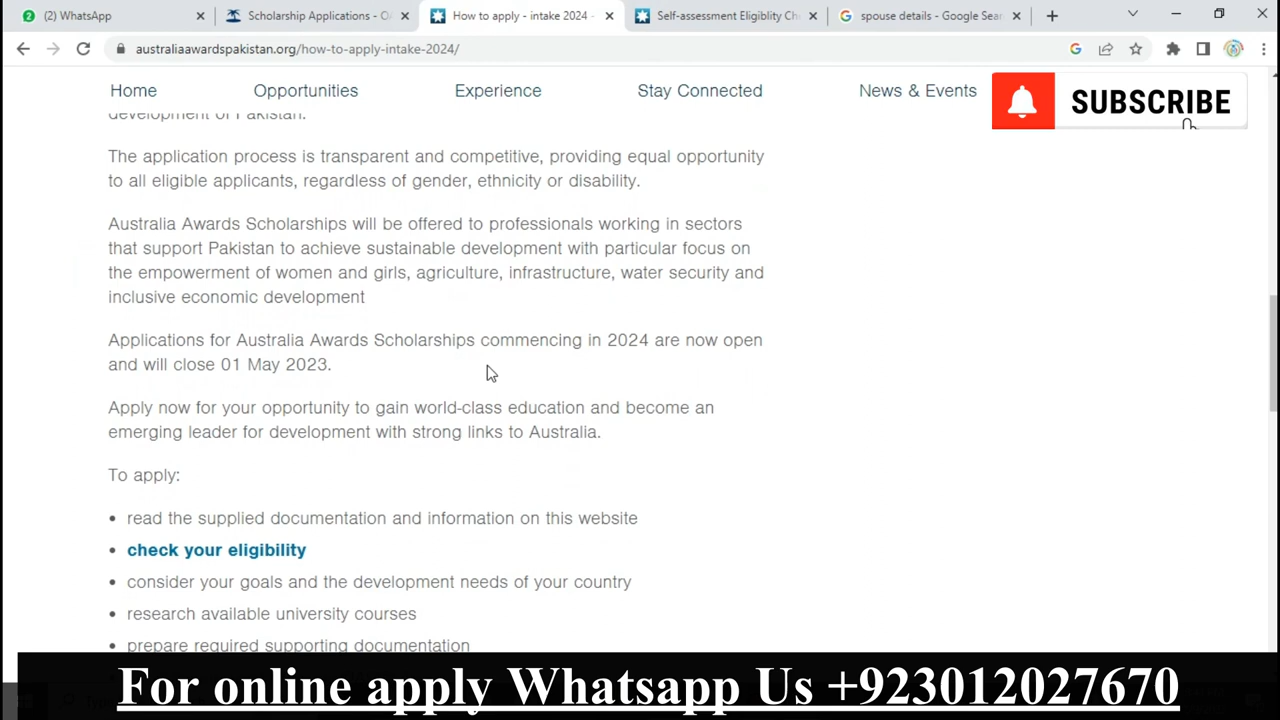 (2) WhatsApp
Scholarship Applications - O
How to apply - intake 2024 -
Self-assessment Eligiblity Ch
spouse details - Google Sear
australiaawardspakistan.org/how-to-apply-intake-2024/
Home Opportunities Experience Stay Connected News & Events
SUBSCRIBE
development of Pakistan.
The application process is transparent and competitive, providing equal opportunity
to all eligible applicants, regardless of gender, ethnicity or disability.
Australia Awards Scholarships will be offered to professionals working in sectors
that support Pakistan to achieve sustainable development with particular focus on
the empowerment of women and girls, agriculture, infrastructure, water security and
inclusive economic development
Applications for Australia Awards Scholarships commencing in 2024 are now open
and will close 01 May 2023.
Apply now for your opportunity to gain world-class education and become an
emerging leader for development with strong links to Australia.
To apply:
• read the supplied documentation and information on this website
• check your eligibility
• consider your goals and the development needs of your country
• research available university courses
• prepare required supporting documentation
For online apply Whatsapp Us +923012027670